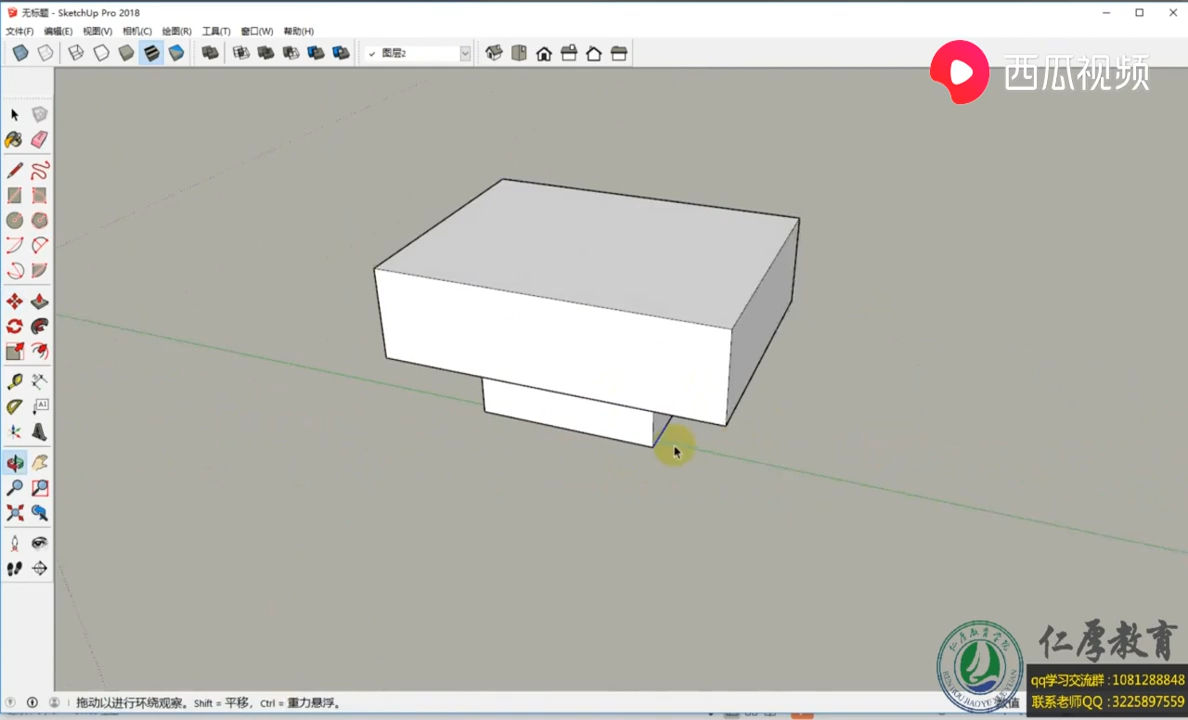 无标题 - SketchUp Pro 2018
文件(F) 编辑(E) 视图(V) 相机(C) 绘图(R) 工具(T) 窗口(W) 帮助(H)
图层2
西瓜视频
A1
仁厚教育
qq学习交流群:1081288848
联系老师QQ:3225897559
拖动以进行环绕观察。Shift = 平移, Ctrl = 重力悬浮。
数值